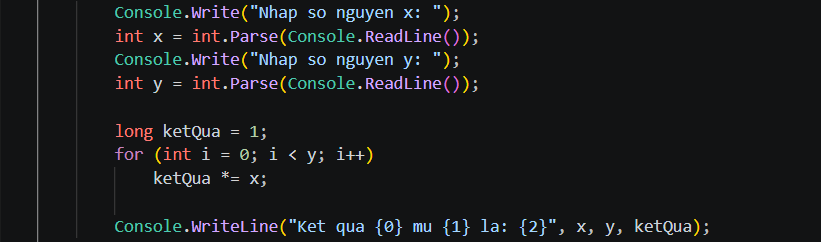 Console.Write("Nhap so nguyen x: ");
int x = int.Parse(Console.ReadLine());
Console.Write("Nhap so nguyen y: ");
int y = int.Parse(Console.ReadLine());
long ketQua = 1;
for (int i = 0; i < y; i++)
ketQua *= x;
Console.WriteLine("Ket qua {0} mu {1} la: {2}", x, y, ketQua);